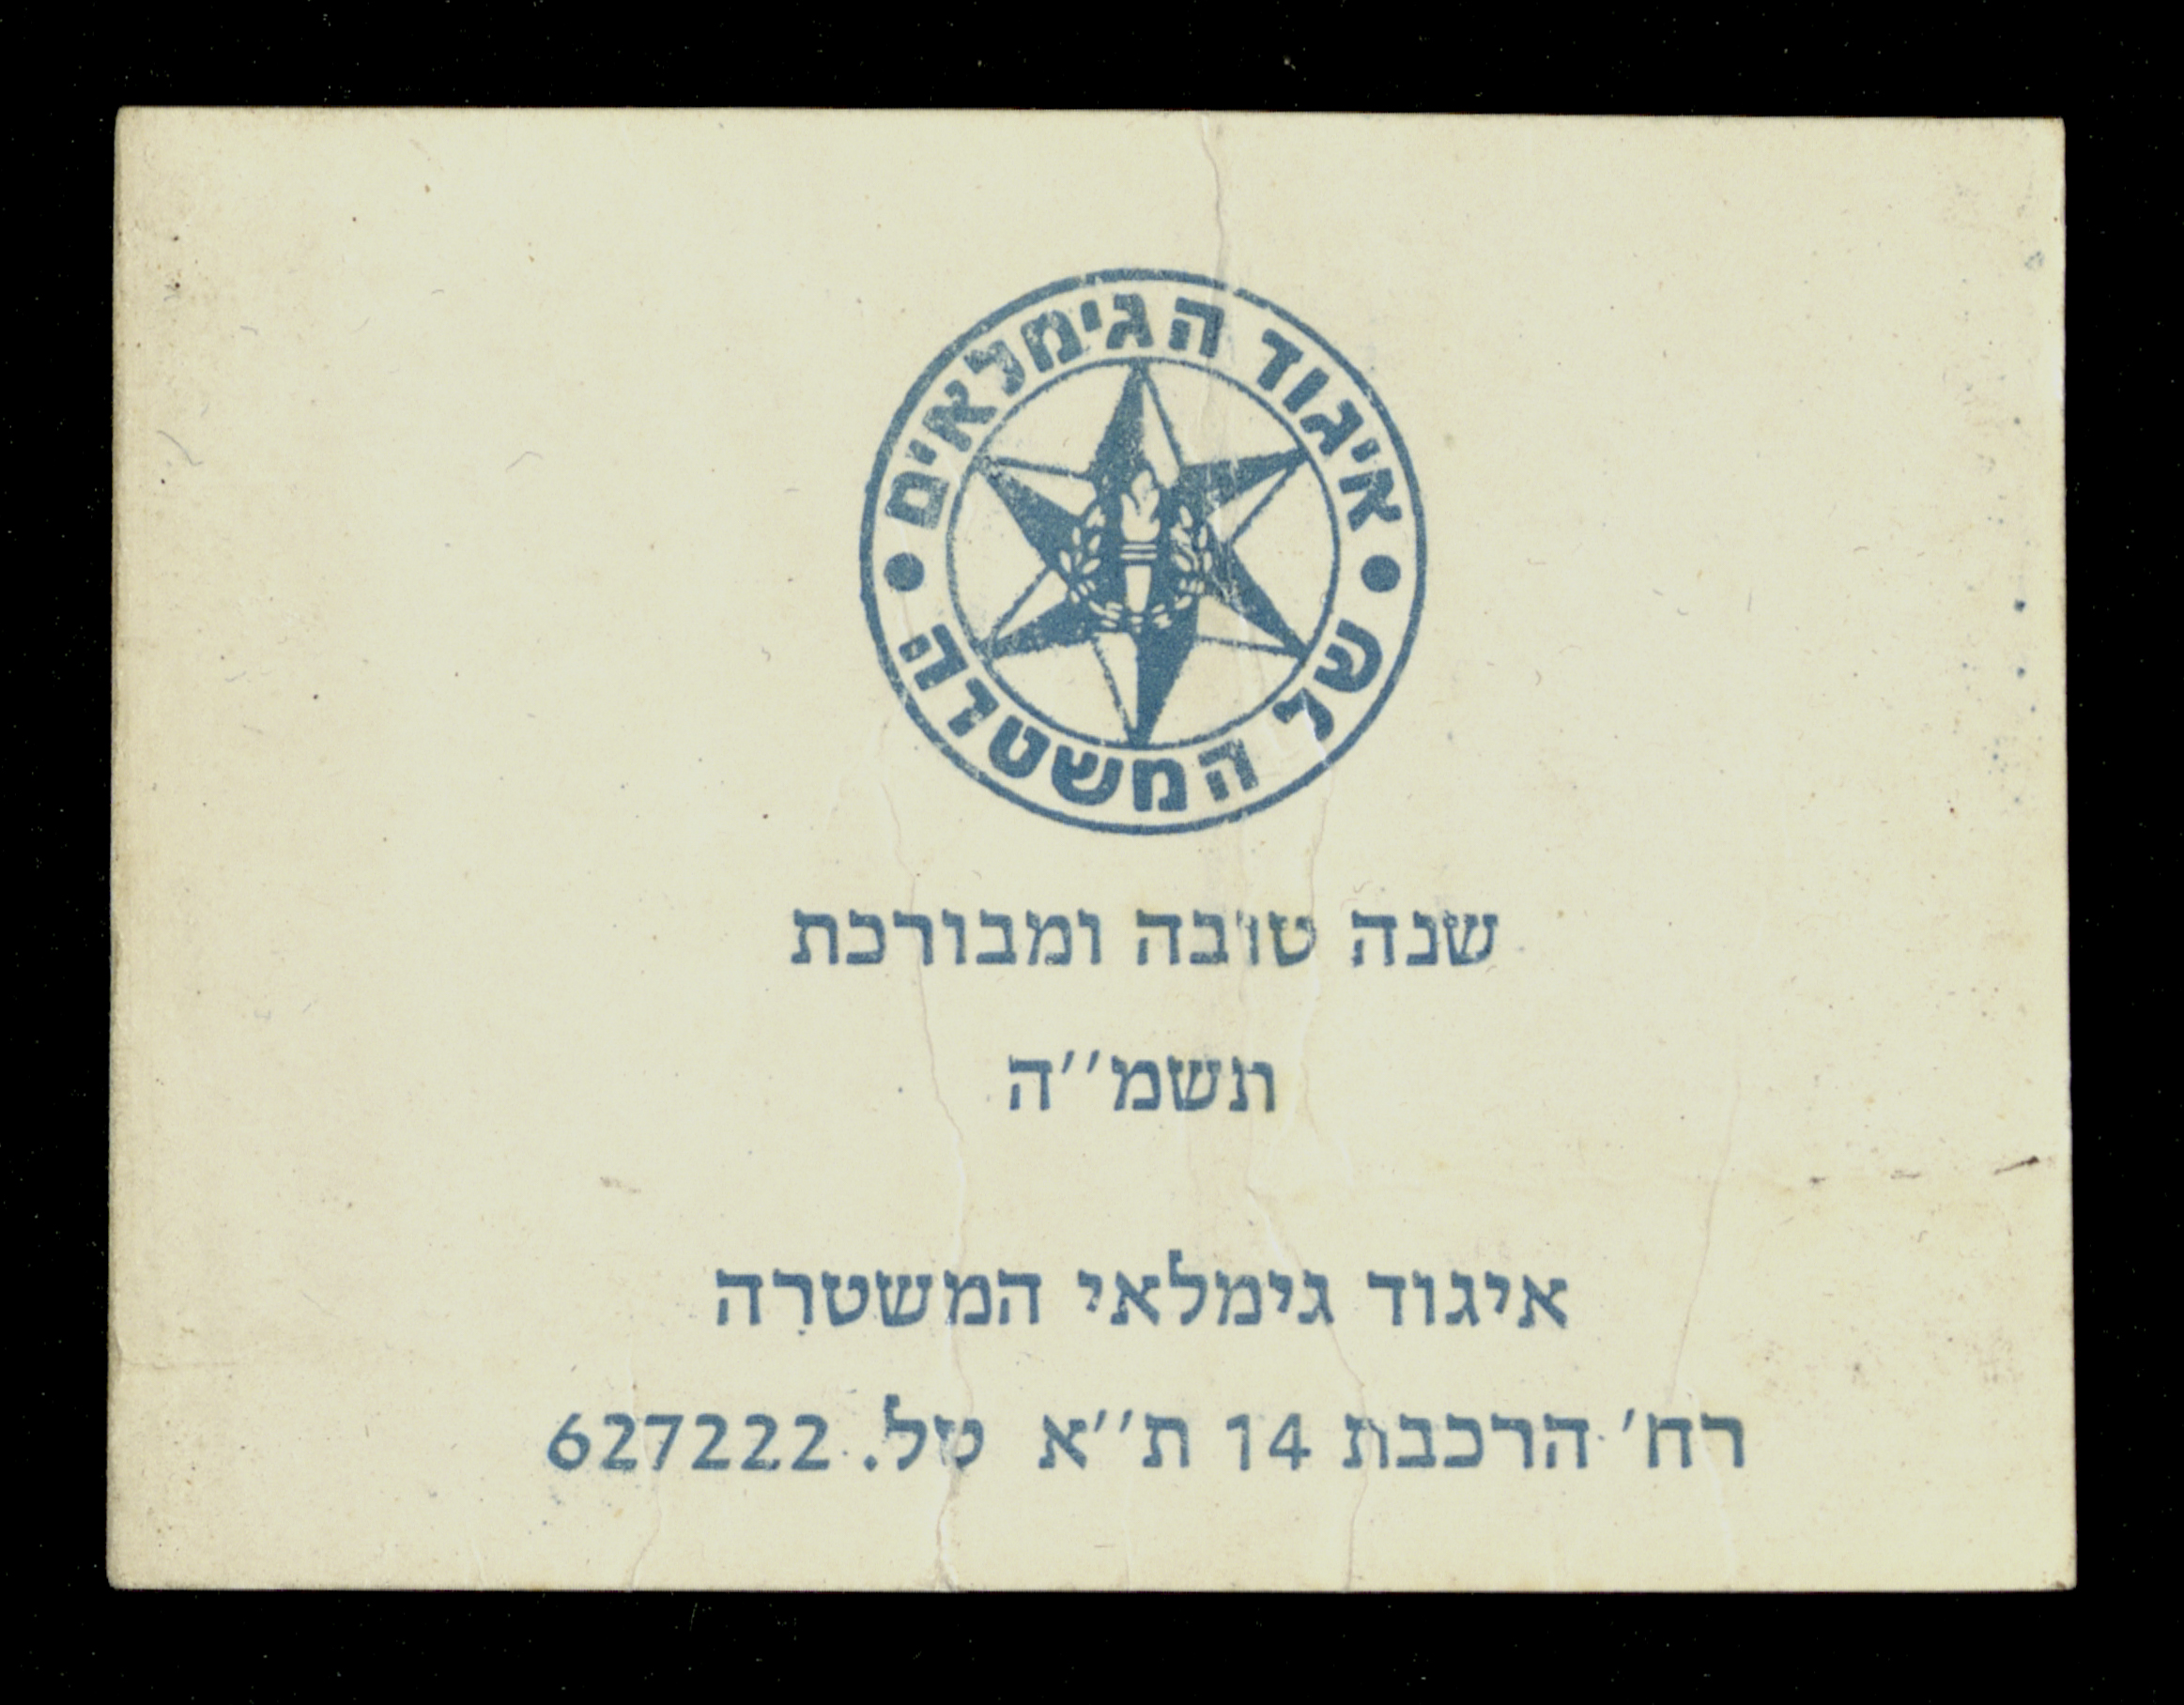 איגוד הגימלאים
של המשטרה
שנה טובה ומבורכת
תשמ''ה
איגוד גימלאי המשטרה
רח' הרכבת 14 ת''א טל. 627222